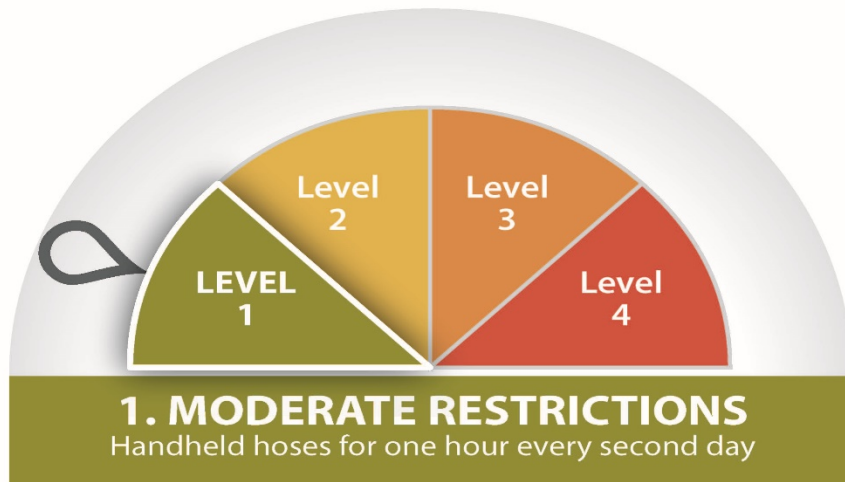 Level
2
Level
3
LEVEL
1
Level
4
1. MODERATE RESTRICTIONS
Handheld hoses for one hour every second day